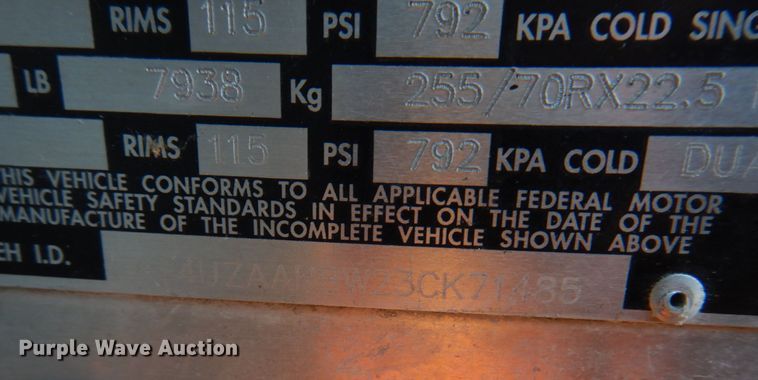 RIMS 115 PSI 792 KPA COLD SING
LB 7938 Kg 255/70RX22.5
RIMS 115 PSI 792 KPA COLD DUA
THIS VEHICLE CONFORMS TO ALL APPLICABLE FEDERAL MOTOR
VEHICLE SAFETY STANDARDS IN EFFECT ON THE DATE OF THE
MANUFACTURE OF THE INCOMPLETE VEHICLE SHOWN ABOVE
EH I.D.
Purple Wave Auction